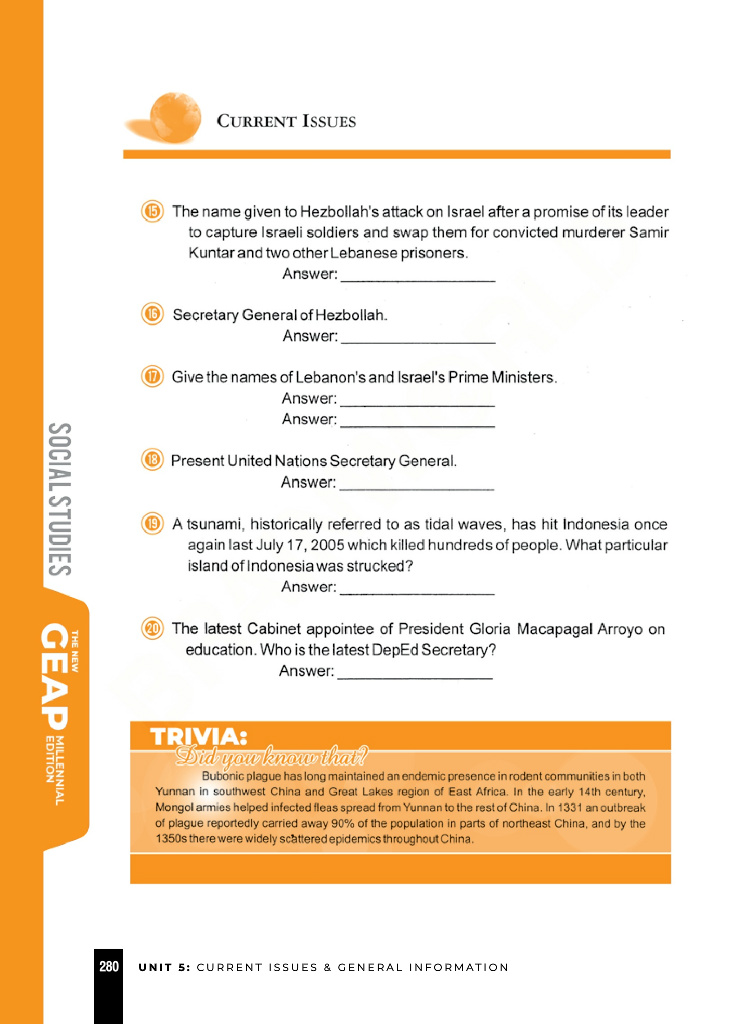 CURRENT ISSUES
15 The name given to Hezbollah's attack on Israel after a promise of its leader
to capture Israeli soldiers and swap them for convicted murderer Samir
Kuntar and two other Lebanese prisoners.
Answer: ____________________
16 Secretary General of Hezbollah.
Answer: ____________________
17 Give the names of Lebanon's and Israel's Prime Ministers.
Answer: ____________________
Answer: ____________________
18 Present United Nations Secretary General.
Answer: ____________________
19 A tsunami, historically referred to as tidal waves, has hit Indonesia once
again last July 17, 2005 which killed hundreds of people. What particular
island of Indonesia was strucked?
Answer: ____________________
20 The latest Cabinet appointee of President Gloria Macapagal Arroyo on
education. Who is the latest DepEd Secretary?
Answer: ____________________
SOCIAL STUDIES
THE NEW
GEAP
MILLENNIAL
EDITION
TRIVIA:
Did you know that?
Bubonic plague has long maintained an endemic presence in rodent communities in both
Yunnan in southwest China and Great Lakes region of East Africa. In the early 14th century,
Mongol armies helped infected fleas spread from Yunnan to the rest of China. In 1331 an outbreak
of plague reportedly carried away 90% of the population in parts of northeast China, and by the
1350s there were widely scattered epidemics throughout China.
280 UNIT 5: CURRENT ISSUES & GENERAL INFORMATION